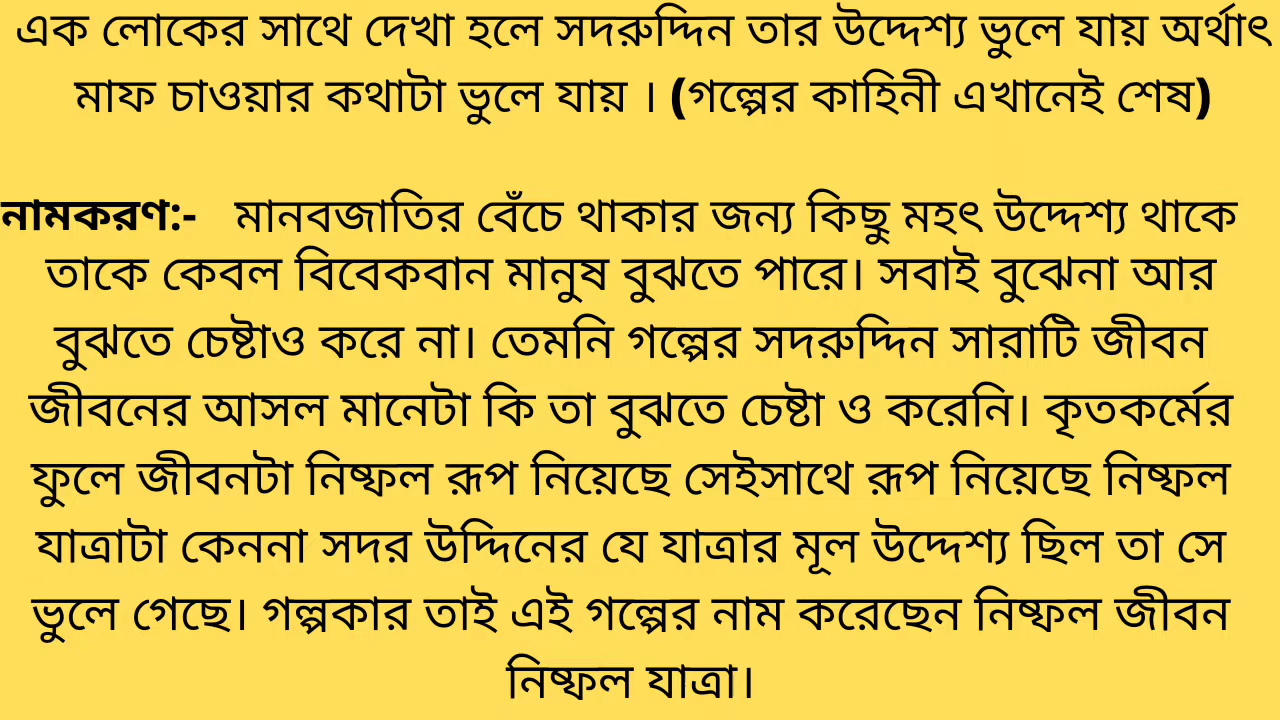 এক লোকের সাথে দেখা হলে সদরুদ্দিন তার উদ্দেশ্য ভুলে যায় অর্থাৎ
মাফ চাওয়ার কথাটা ভুলে যায় । (গল্পের কাহিনী এখানেই শেষ)
নামকরণ:- মানবজাতির বেঁচে থাকার জন্য কিছু মহৎ উদ্দেশ্য থাকে
তাকে কেবল বিবেকবান মানুষ বুঝতে পারে। সবাই বুঝেনা আর
বুঝতে চেষ্টাও করে না। তেমনি গল্পের সদরুদ্দিন সারাটি জীবন
জীবনের আসল মানেটা কি তা বুঝতে চেষ্টা ও করেনি। কৃতকর্মের
ফুলে জীবনটা নিষ্ফল রূপ নিয়েছে সেইসাথে রূপ নিয়েছে নিষ্ফল
যাত্রাটা কেননা সদর উদ্দিনের যে যাত্রার মূল উদ্দেশ্য ছিল তা সে
ভুলে গেছে। গল্পকার তাই এই গল্পের নাম করেছেন নিষ্ফল জীবন
নিষ্ফল যাত্রা।